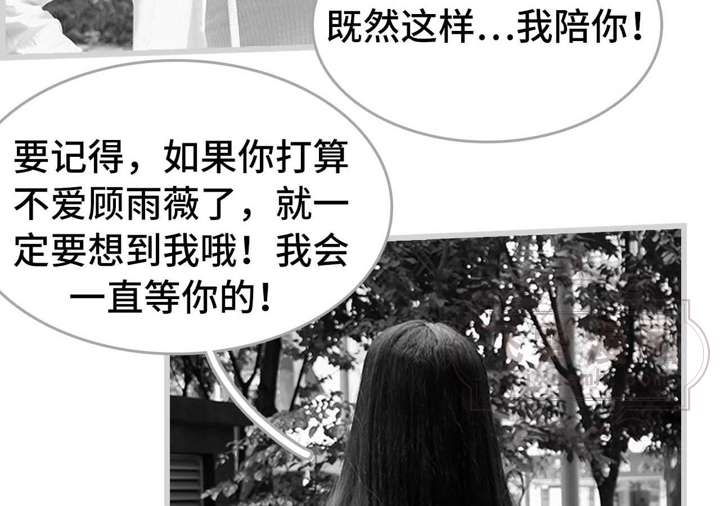 既然这样…我陪你！
要记得，如果你打算
不爱顾雨薇了，就一
定要想到我哦！我会
一直等你的！